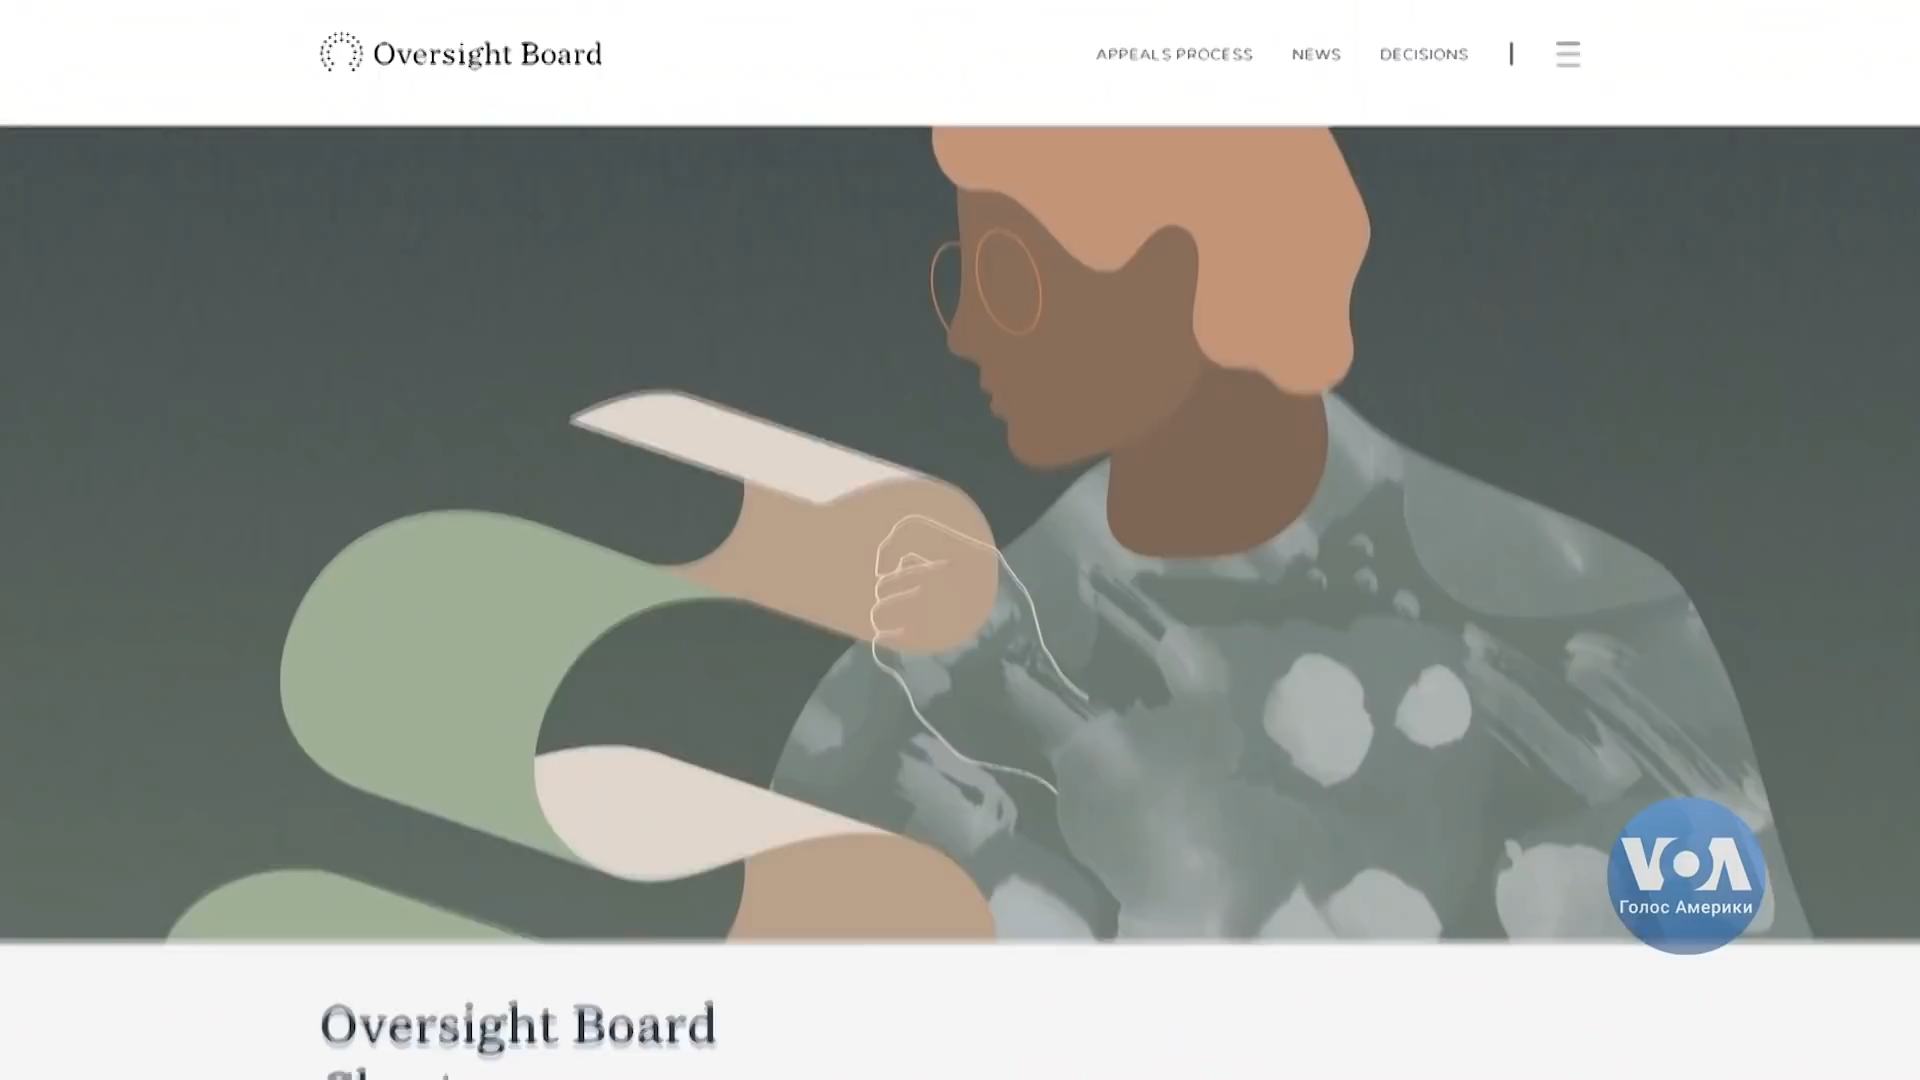 Oversight Board
APPEALS PROCESS
NEWS
DECISIONS
VOA
Голос Америки
Oversight Board